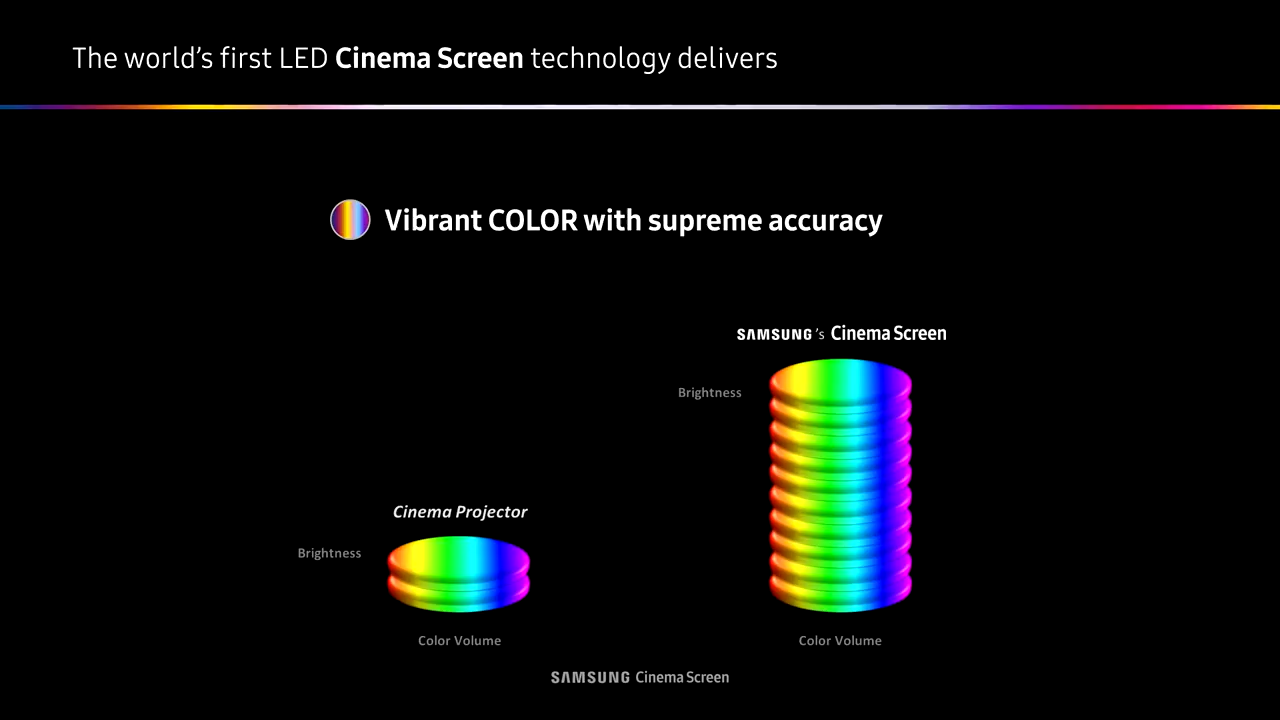 The world's first LED Cinema Screen technology delivers
Vibrant COLOR with supreme accuracy
SAMSUNG's Cinema Screen
Brightness
Cinema Projector
Brightness
Color Volume
Color Volume
SAMSUNG Cinema Screen